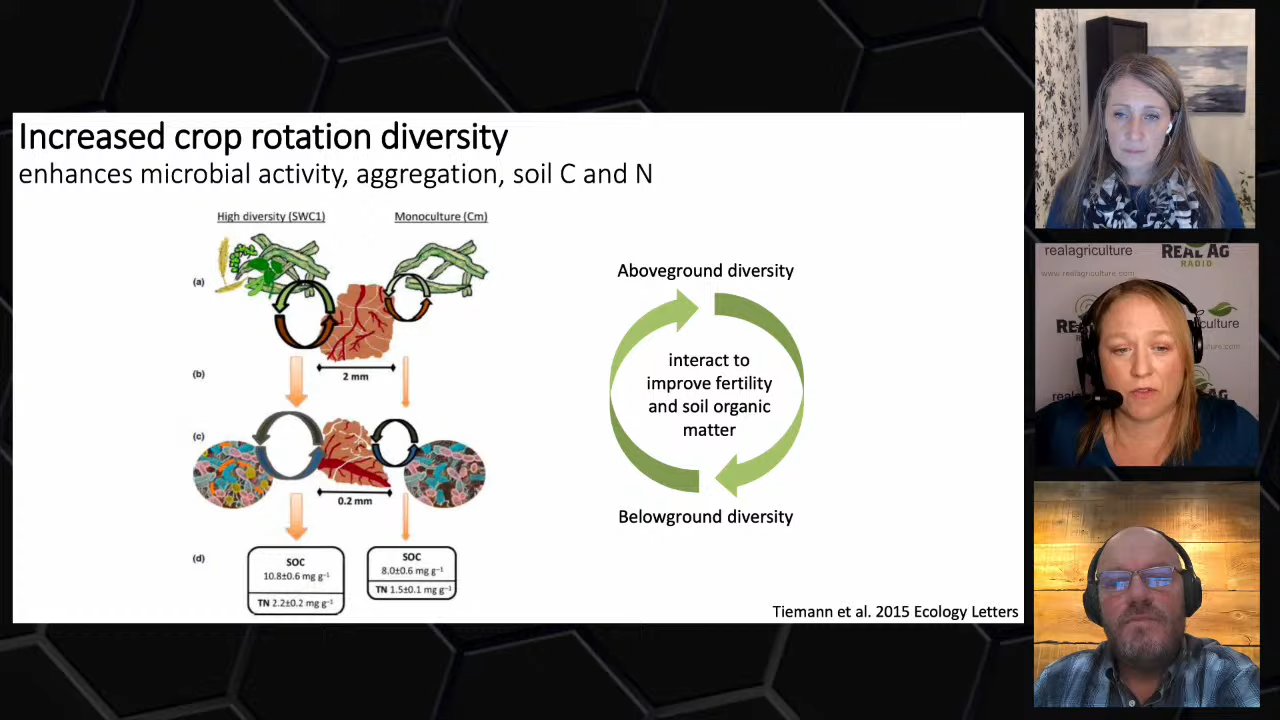 Increased crop rotation diversity
enhances microbial activity, aggregation, soil C and N
High diversity (SWC1)
Monoculture (Cm)
(a)
(b)
2 mm
(c)
0.2 mm
(d)
SOC
10.8±0.6 mg g⁻¹
TN 2.2±0.2 mg g⁻¹
SOC
8.0±0.6 mg g⁻¹
TN 1.5±0.1 mg g⁻¹
Aboveground diversity
interact to
improve fertility
and soil organic
matter
Belowground diversity
Tiemann et al. 2015 Ecology Letters
realagriculture
REAL AG
RADIO
www.realagriculture.com